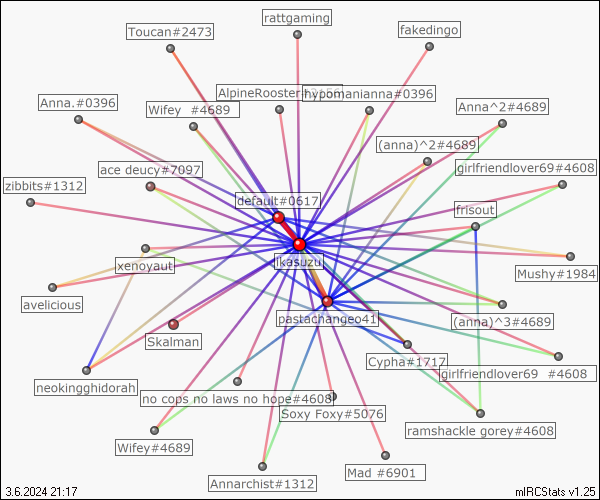 rattgaming
Toucan#2473
fakedingo
hypomanianna#0396
Anna.#0396
Wifey  #4689
Anna^2#4689
(anna)^2#4689
ace deucy#7097
girlfriendlover69#4608
zibbits#1312
default#0617
frisout
ikasuzu
xenoyaut
Mushy#1984
avelicious
pastachangeo41
(anna)^3#4689
Skalman
Cypha#1717
girlfriendlover69  #4608
neokingghidorah
no cops no laws no hope#4608
Soxy Foxy#5076
ramshackle gorey#4608
Wifey#4689
Mad #6901
Annarchist#1312
3.6.2024 21:17
mIRCStats v1.25